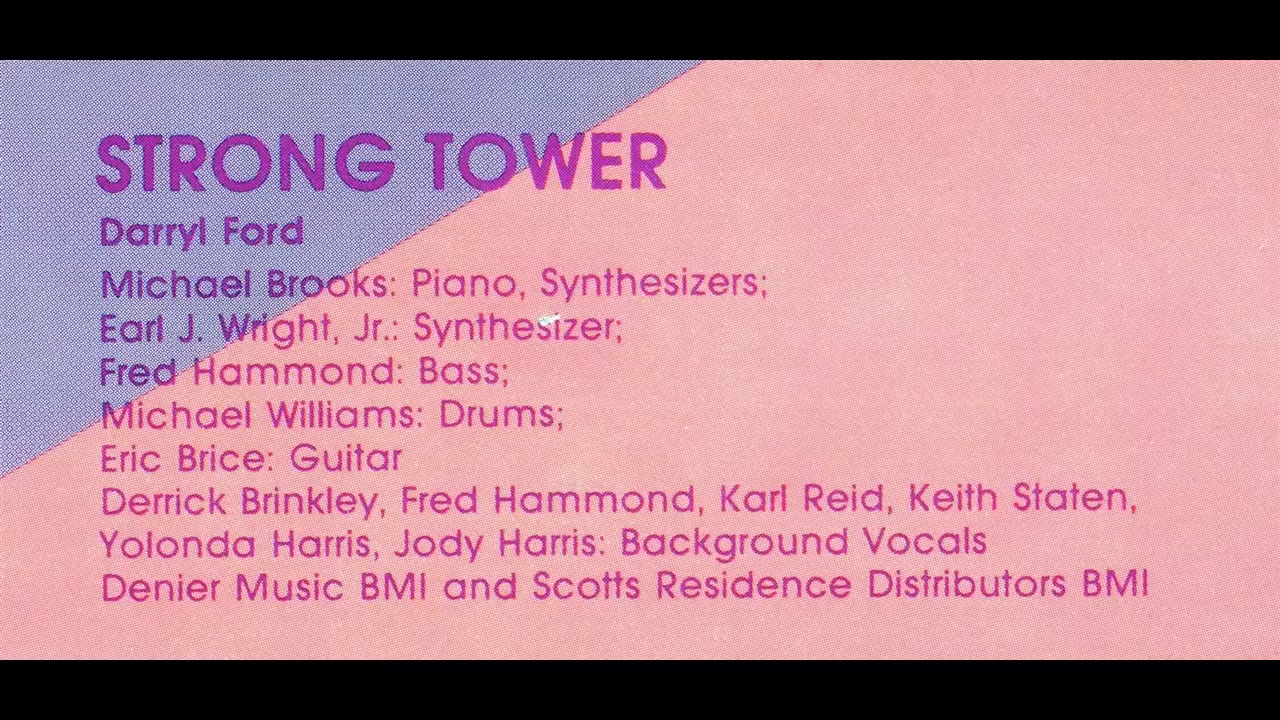 STRONG TOWER
Darryl Ford
Michael Brooks: Piano, Synthesizers;
Earl J. Wright, Jr.: Synthesizer;
Fred Hammond: Bass;
Michael Williams: Drums;
Eric Brice: Guitar
Derrick Brinkley, Fred Hammond, Karl Reid, Keith Staten,
Yolonda Harris, Jody Harris: Background Vocals
Denier Music BMI and Scotts Residence Distributors BMI